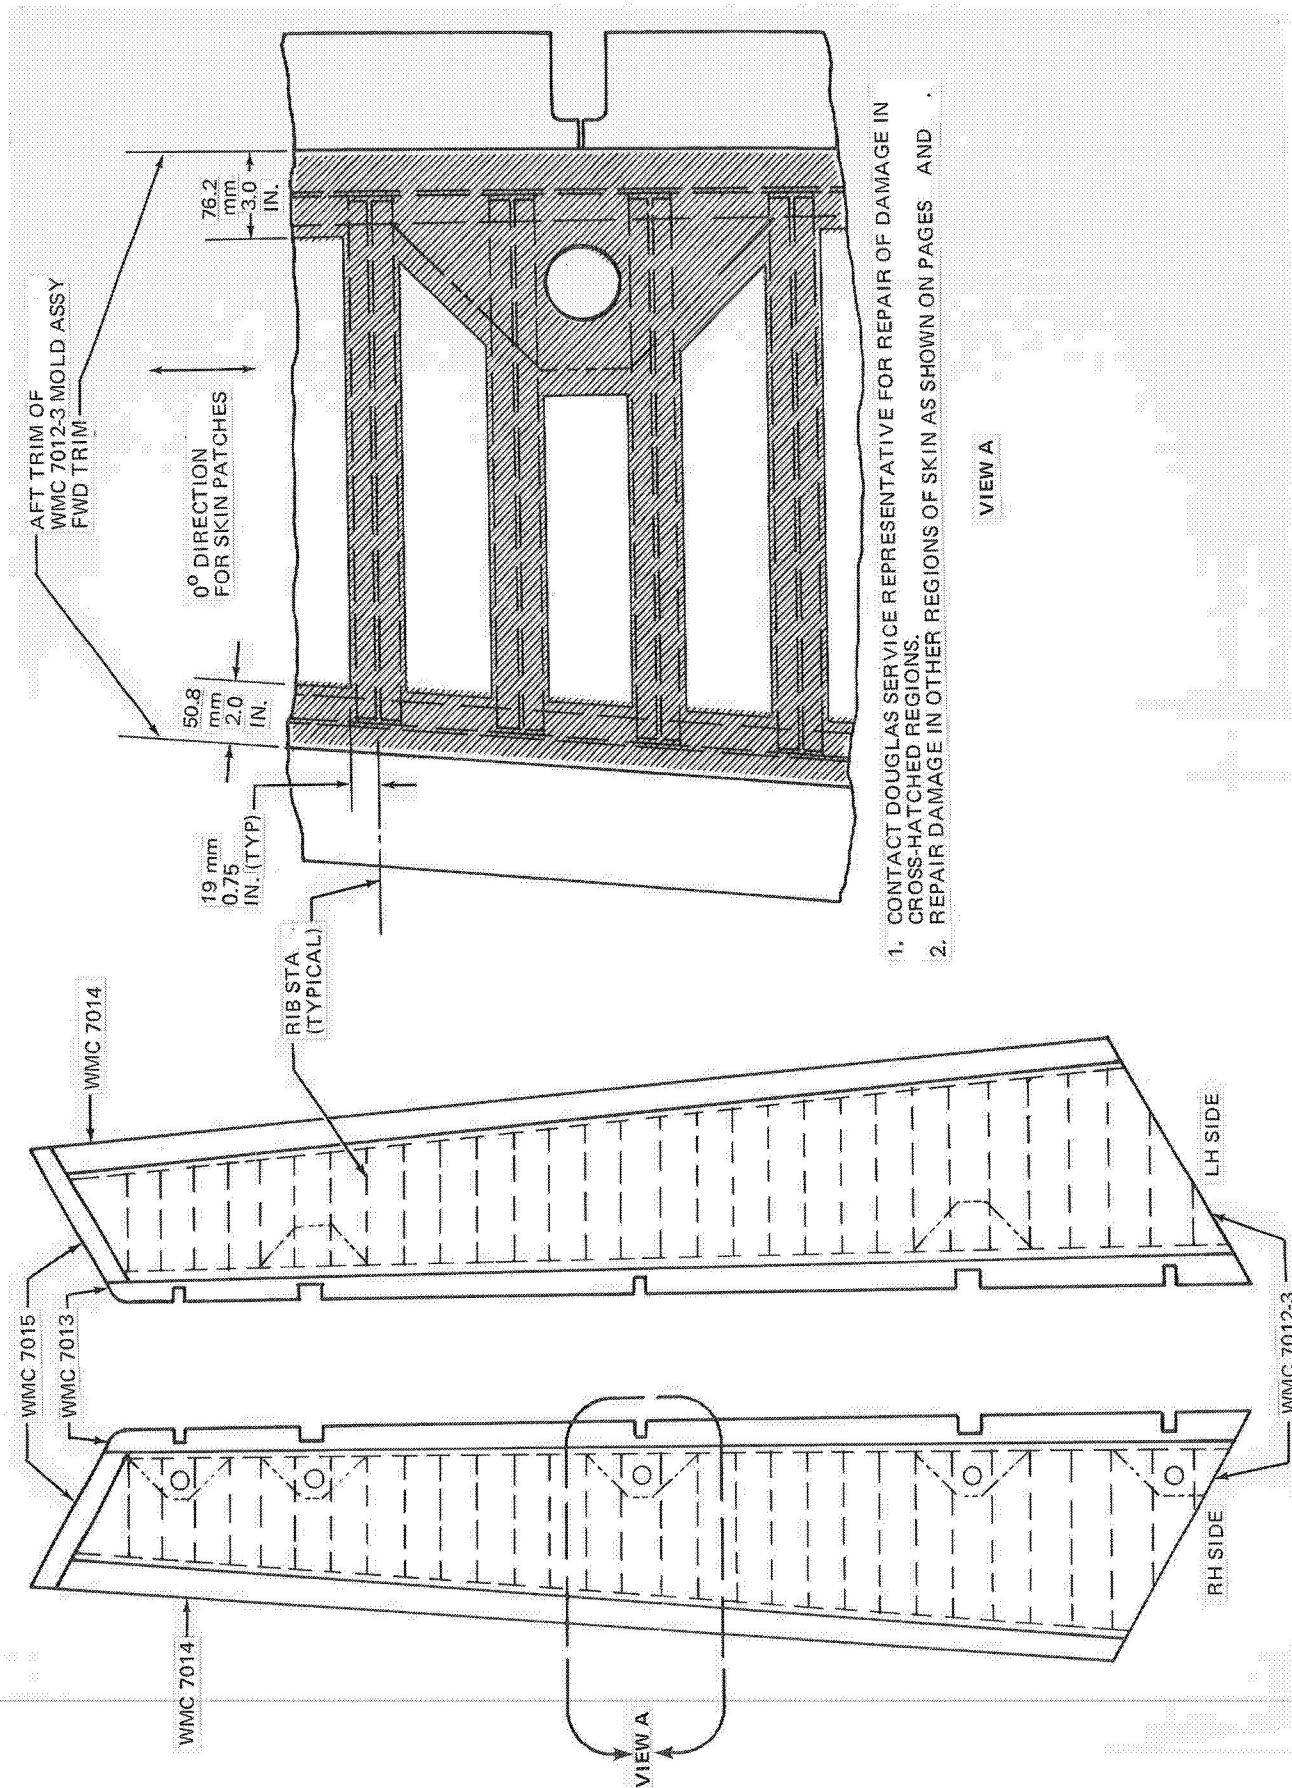 AFT TRIM OF
WMC 7012-3 MOLD ASSY
FWD TRIM
0° DIRECTION
FOR SKIN PATCHES
76.2
mm
3.0
IN.
50.8
mm
2.0
IN.
19 mm
0.75
IN. (TYP)
RIB STA
(TYPICAL)
1. CONTACT DOUGLAS SERVICE REPRESENTATIVE FOR REPAIR OF DAMAGE IN
CROSS-HATCHED REGIONS.
2. REPAIR DAMAGE IN OTHER REGIONS OF SKIN AS SHOWN ON PAGES AND .
VIEW A
WMC 7014
WMC 7015
WMC 7013
LH SIDE
WMC 7014
VIEW A
RH SIDE
WMC 7012-3